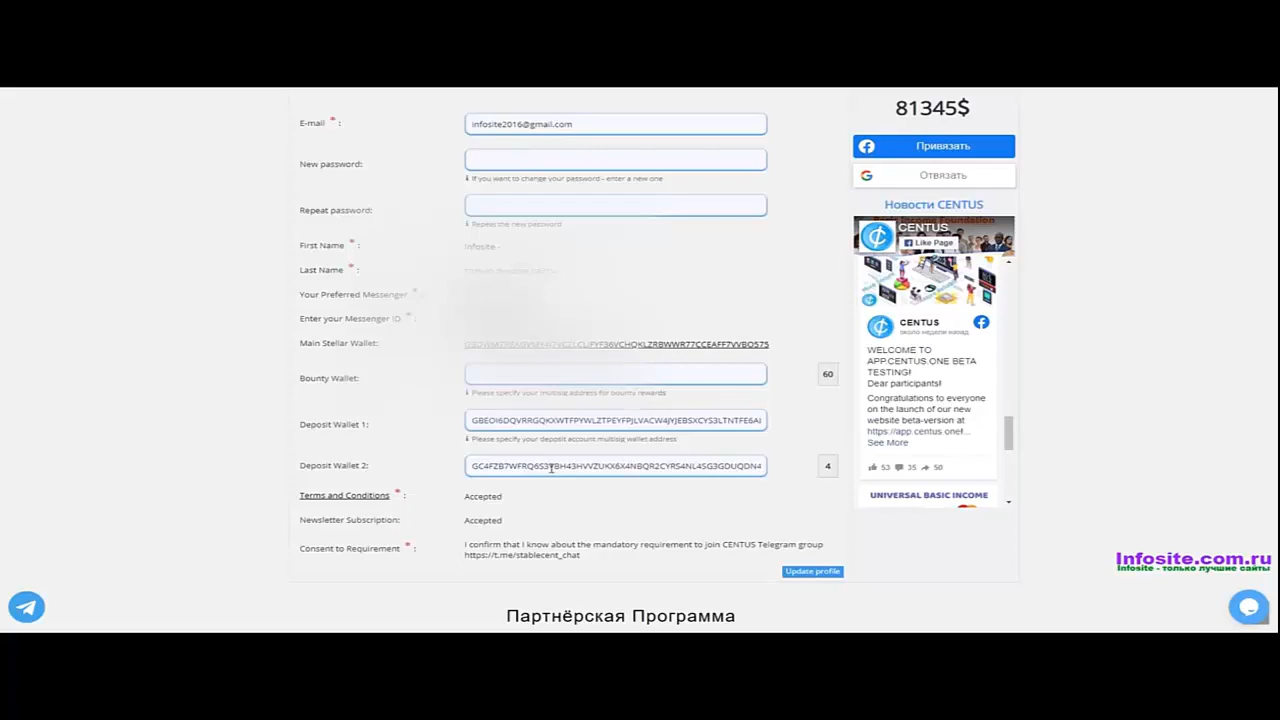 E-mail * :
infosite2016@gmail.com
New password:
If you want to change your password - enter a new one
Repeat password:
Repeat the new password
First Name * :
Infosite -
Last Name * :
Your Preferred Messenger *
Enter your Messenger ID * :
Main Stellar Wallet:
Bounty Wallet:
60
Please specify your multisig address for bounty rewards
Deposit Wallet 1:
GBEOI6DQVRRGQKXWTFPYWLZTPEYFPJLVACW4JYJEBSXCYS3LTNTFE6AI
Please specify your deposit account multisig wallet address
Deposit Wallet 2:
4
Terms and Conditions * :
Accepted
Newsletter Subscription:
Accepted
Consent to Requirement * :
I confirm that I know about the mandatory requirement to join CENTUS Telegram group
https://t.me/stablecent_chat
Update profile
Партнёрская Программа
81345$
Привязать
Отвязать
Новости CENTUS
Income Foundation
CENTUS
Like Page
CENTUS
около недели назад
WELCOME TO
APP.CENTUS.ONE BETA
TESTING!
Dear participants!
Congratulations to everyone
on the launch of our new
website beta-version at
https://app.centus.one/...
See More
53 35 50
UNIVERSAL BASIC INCOME
Infosite.com.ru
Infosite - только лучшие сайты